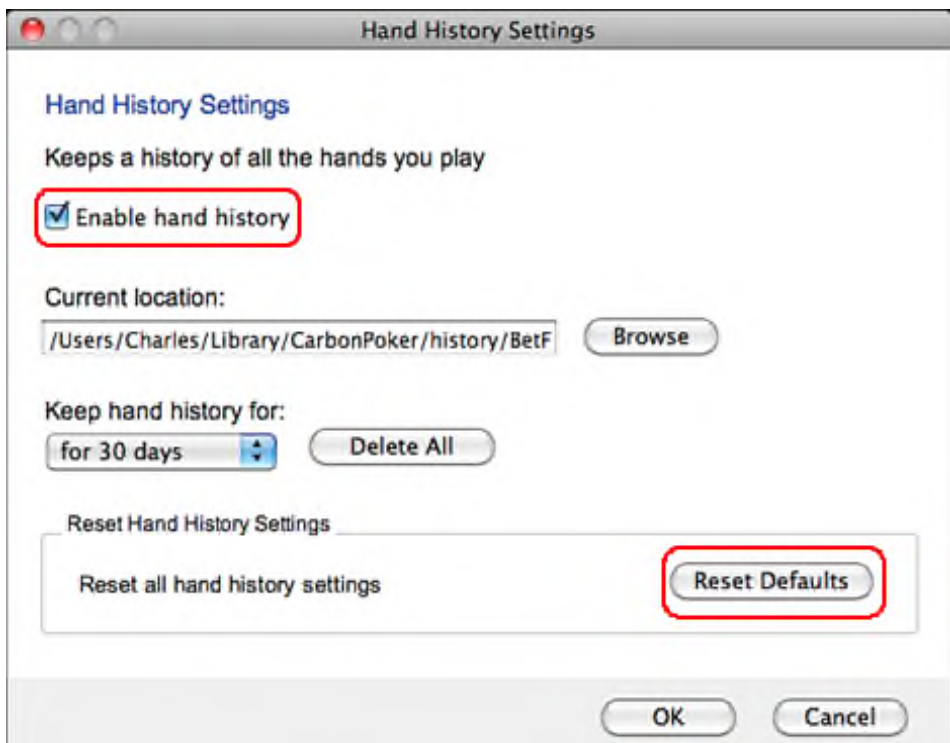 Hand History Settings
Hand History Settings
Keeps a history of all the hands you play
Enable hand history
Current location:
/Users/Charles/Library/CarbonPoker/history/BetF
Browse
Keep hand history for:
for 30 days
Delete All
Reset Hand History Settings
Reset all hand history settings
Reset Defaults
OK
Cancel